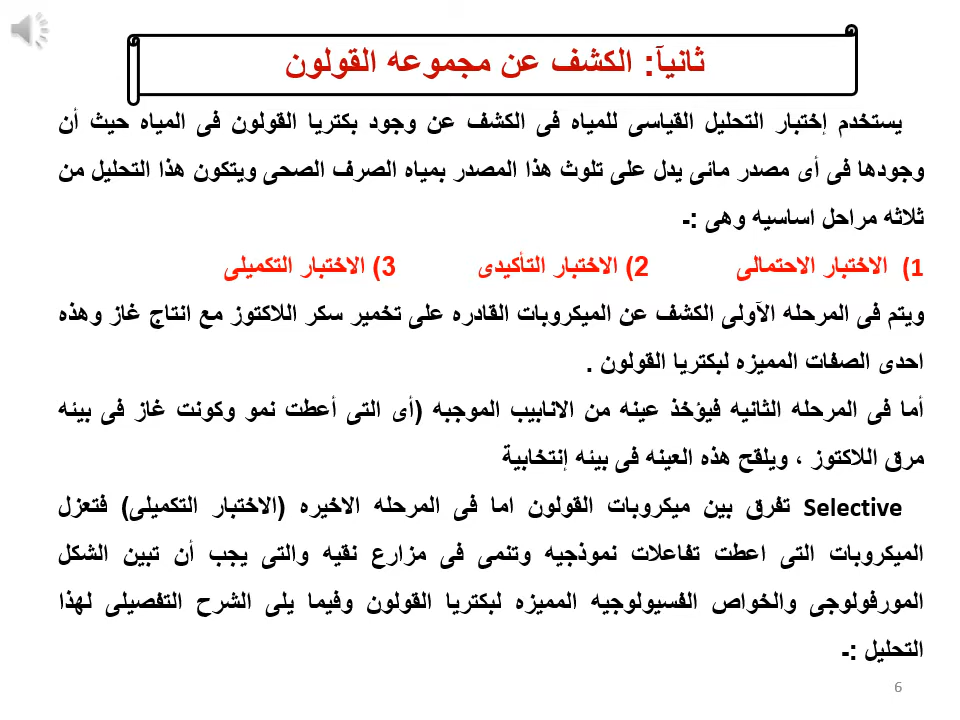 ثانيآ: الكشف عن مجموعه القولون
يستخدم إختبار التحليل القياسى للمياه فى الكشف عن وجود بكتريا القولون فى المياه حيث أن
وجودها فى أى مصدر مائى يدل على تلوث هذا المصدر بمياه الصرف الصحى ويتكون هذا التحليل من
ثلاثه مراحل اساسيه وهى :-
1) الاختبار الاحتمالى 2) الاختبار التأكيدى 3) الاختبار التكميلى
ويتم فى المرحله الآولى الكشف عن الميكروبات القادره على تخمير سكر اللاكتوز مع انتاج غاز وهذه
احدى الصفات المميزه لبكتريا القولون .
أما فى المرحله الثانيه فيؤخذ عينه من الانابيب الموجبه (أى التى أعطت نمو وكونت غاز فى بيئه
مرق اللاكتوز ، ويلقح هذه العينه فى بيئه إنتخابية
Selective تفرق بين ميكروبات القولون اما فى المرحله الاخيره (الاختبار التكميلى) فتعزل
الميكروبات التى اعطت تفاعلات نموذجيه وتنمى فى مزارع نقيه والتى يجب أن تبين الشكل
المورفولوجى والخواص الفسيولوجيه المميزه لبكتريا القولون وفيما يلى الشرح التفصيلى لهذا
التحليل :-
6